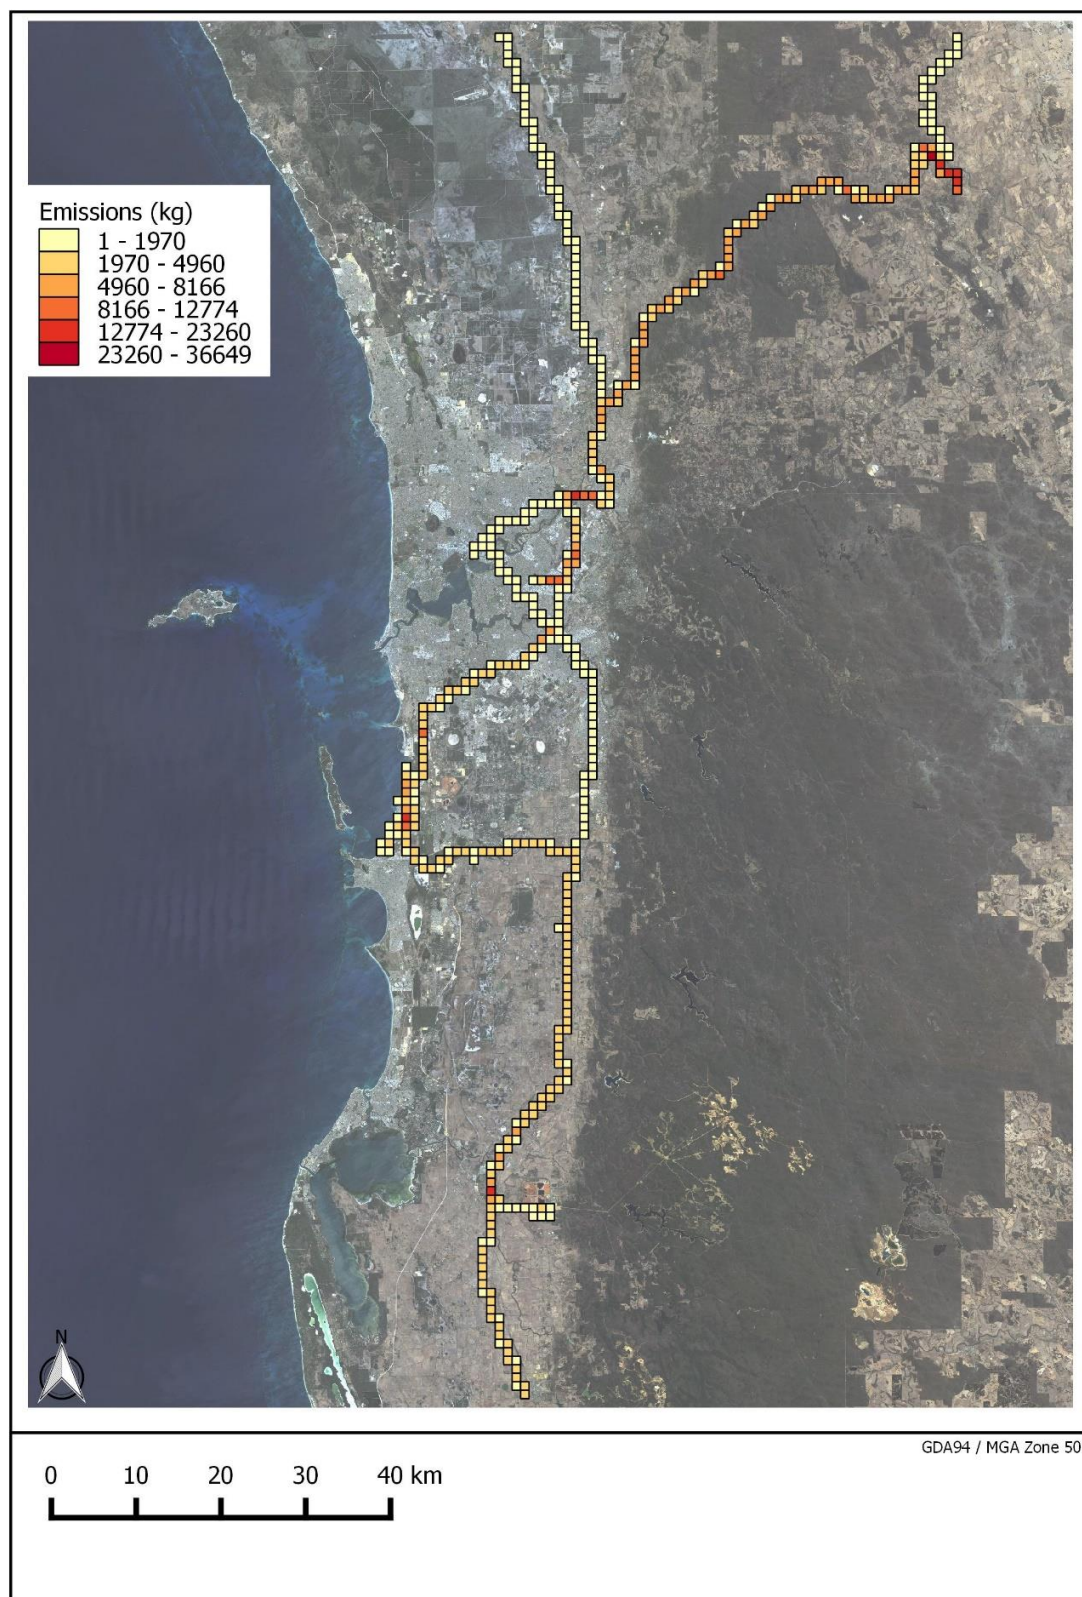 Emissions (kg)
1 - 1970
1970 - 4960
4960 - 8166
8166 - 12774
12774 - 23260
23260 - 36649
N
GDA94 / MGA Zone 50
0 10 20 30 40 km